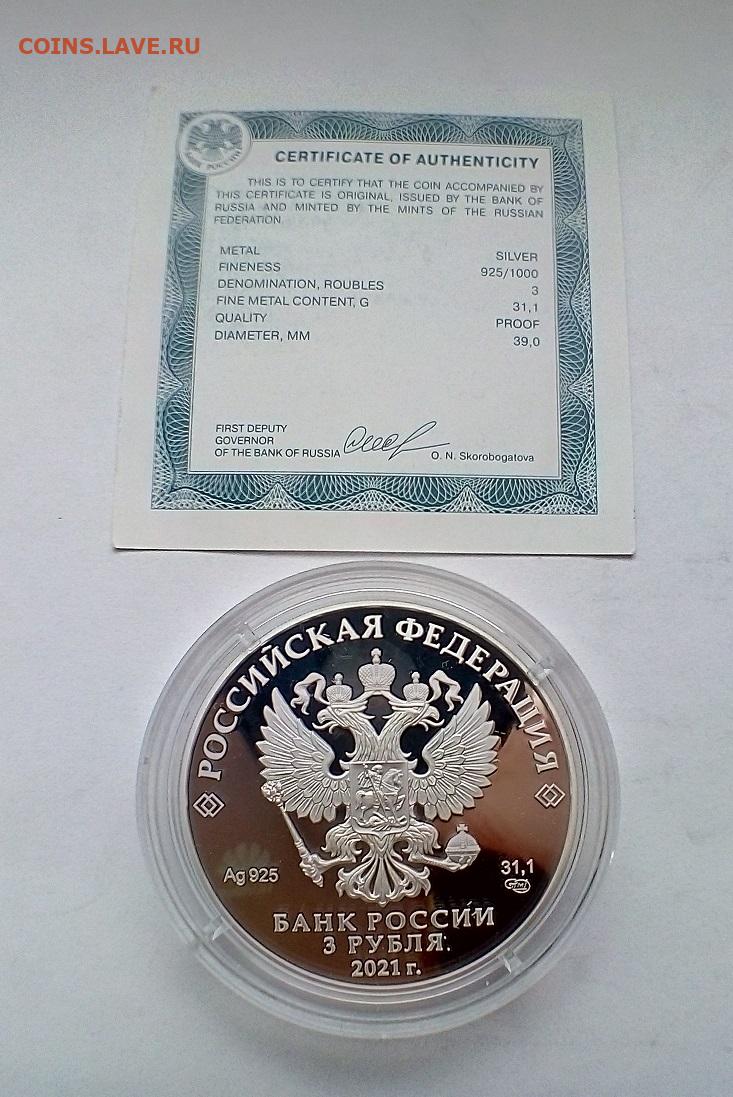 COINS.LAVE.RU
БАНК РОССИИ
CERTIFICATE OF AUTHENTICITY
THIS IS TO CERTIFY THAT THE COIN ACCOMPANIED BY
THIS CERTIFICATE IS ORIGINAL, ISSUED BY THE BANK OF
RUSSIA AND MINTED BY THE MINTS OF THE RUSSIAN
FEDERATION.
METAL SILVER
FINENESS 925/1000
DENOMINATION, ROUBLES 3
FINE METAL CONTENT, G 31,1
QUALITY PROOF
DIAMETER, MM 39,0
FIRST DEPUTY
GOVERNOR
OF THE BANK OF RUSSIA O. N. Skorobogatova
РОССИЙСКАЯ ФЕДЕРАЦИЯ
Ag 925 31,1
БАНК РОССИИ
3 РУБЛЯ
2021 г.